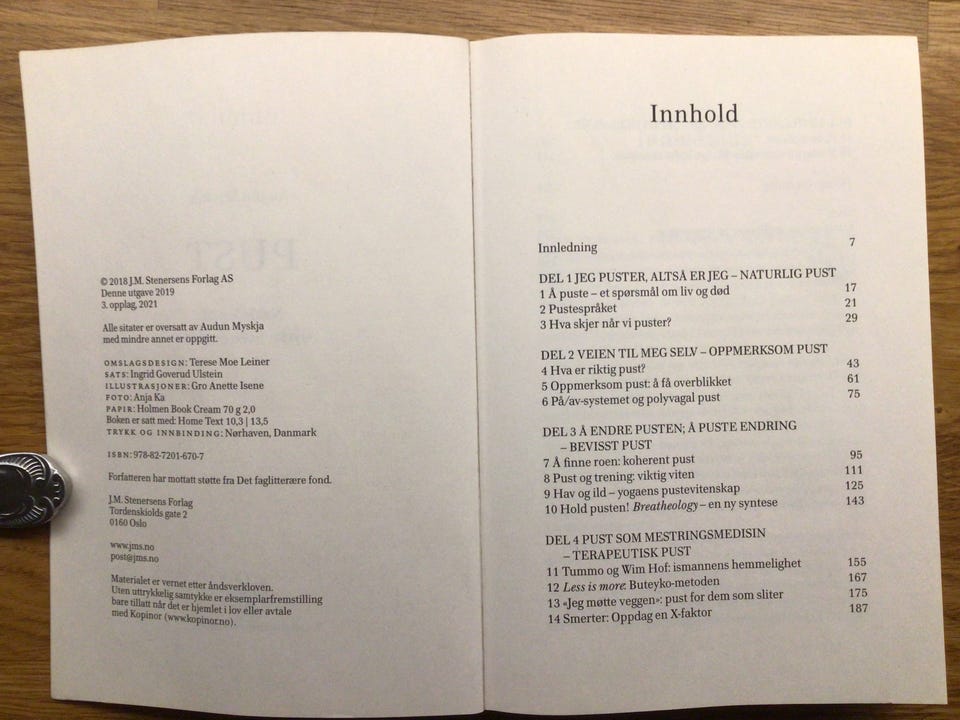 © 2018 J.M. Stenersens Forlag AS
Denne utgave 2019
3. opplag, 2021
Alle sitater er oversatt av Audun Myskja
med mindre annet er oppgitt.
OMSLAGSDESIGN: Terese Moe Leiner
SATS: Ingrid Goverud Ulstein
ILLUSTRASJONER: Gro Anette Isene
FOTO: Anja Ka
PAPIR: Holmen Book Cream 70 g 2,0
Boken er satt med: Home Text 10,3 | 13,5
TRYKK OG INNBINDING: Nørhaven, Danmark
ISBN: 978-82-7201-670-7
Forfatteren har mottatt støtte fra Det faglitterære fond.
J.M. Stenersens Forlag
Tordenskiolds gate 2
0160 Oslo
www.jms.no
post@jms.no
Materialet er vernet etter åndsverkloven.
Uten uttrykkelig samtykke er eksemplarfremstilling
bare tillatt når det er hjemlet i lov eller avtale
med Kopinor (www.kopinor.no).
Innhold
Innledning 7
DEL 1 JEG PUSTER, ALTSÅ ER JEG – NATURLIG PUST
1 Å puste – et spørsmål om liv og død 17
2 Pustespråket 21
3 Hva skjer når vi puster? 29
DEL 2 VEIEN TIL MEG SELV – OPPMERKSOM PUST
4 Hva er riktig pust? 43
5 Oppmerksom pust: å få overblikket 61
6 På/av-systemet og polyvagal pust 75
DEL 3 Å ENDRE PUSTEN; Å PUSTE ENDRING
– BEVISST PUST
7 Å finne roen: koherent pust 95
8 Pust og trening: viktig viten 111
9 Hav og ild – yogaens pustevitenskap 125
10 Hold pusten! Breatheology – en ny syntese 143
DEL 4 PUST SOM MESTRINGSMEDISIN
– TERAPEUTISK PUST
11 Tummo og Wim Hof: ismannens hemmelighet 155
12 Less is more: Buteyko-metoden 167
13 «Jeg møtte veggen»: pust for dem som sliter 175
14 Smerter: Oppdag en X-faktor 187